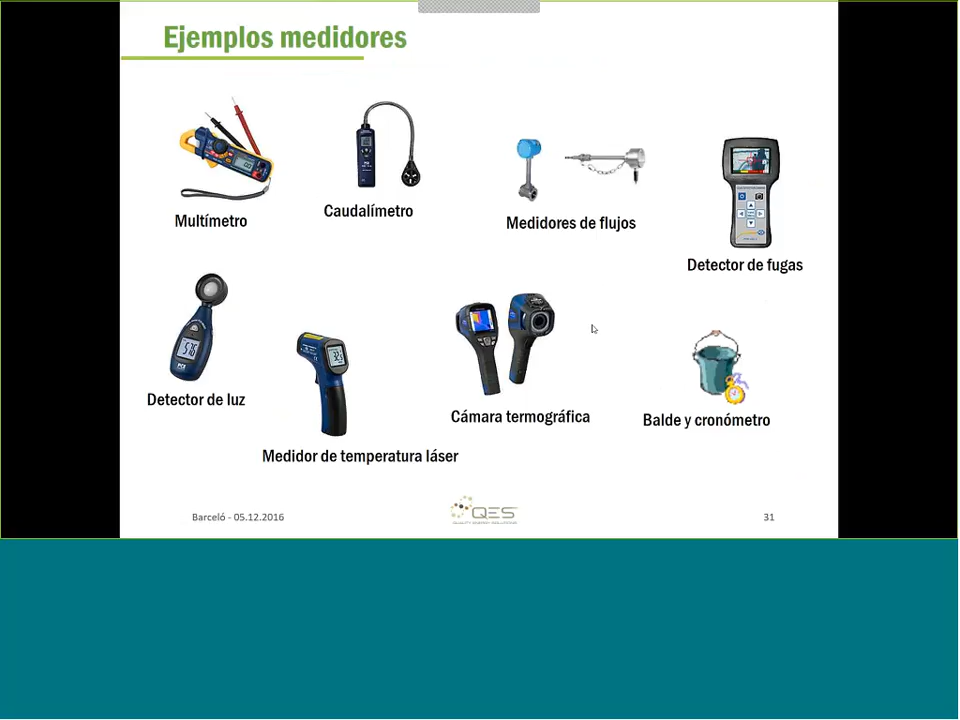 Ejemplos medidores
Multímetro
Caudalímetro
Medidores de flujos
Detector de fugas
Detector de luz
Medidor de temperatura láser
Cámara termográfica
Balde y cronómetro
Barceló - 05.12.2016
QES
31